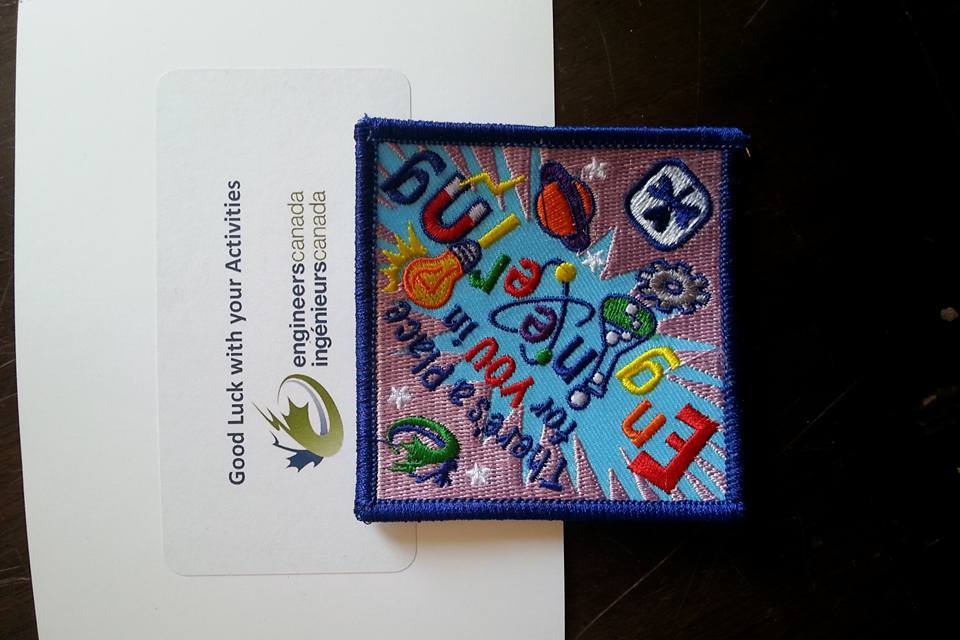 Good Luck with your Activities
engineerscanada
ingénieurscanada
There's a place
for you in
Engineering